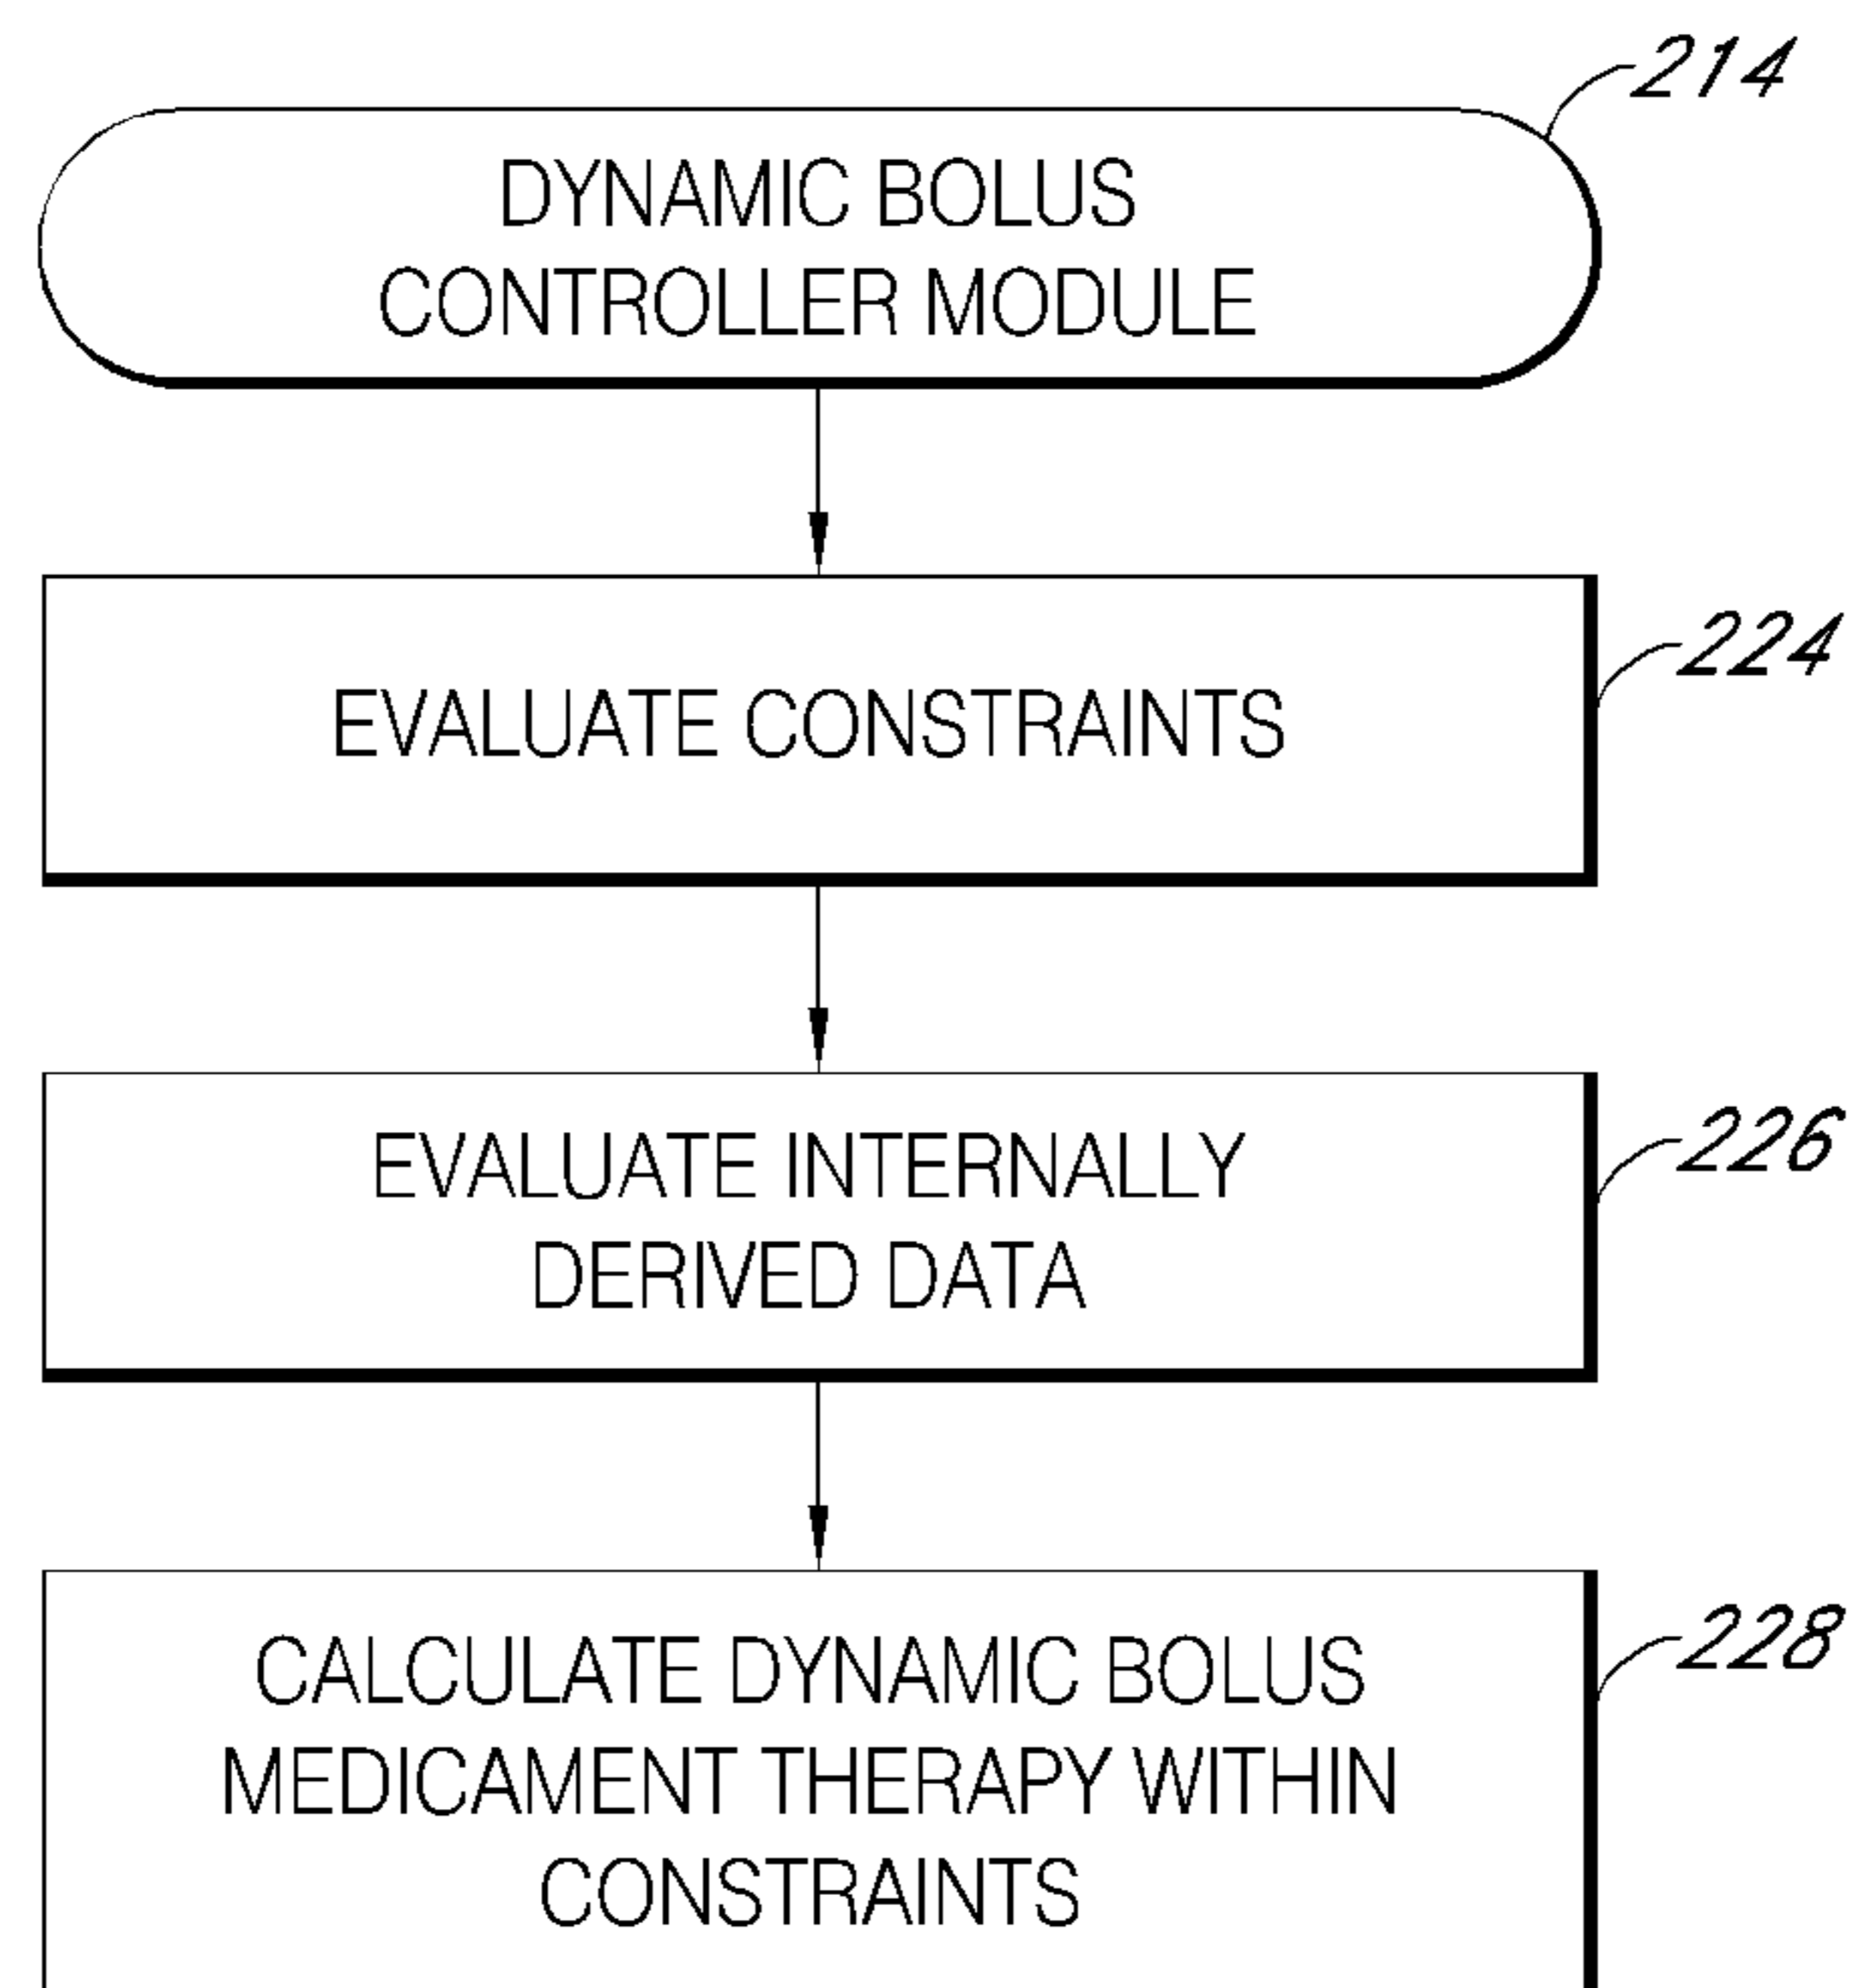 214
DYNAMIC BOLUS
CONTROLLER MODULE
224
EVALUATE CONSTRAINTS
226
EVALUATE INTERNALLY
DERIVED DATA
228
CALCULATE DYNAMIC BOLUS
MEDICAMENT THERAPY WITHIN
CONSTRAINTS